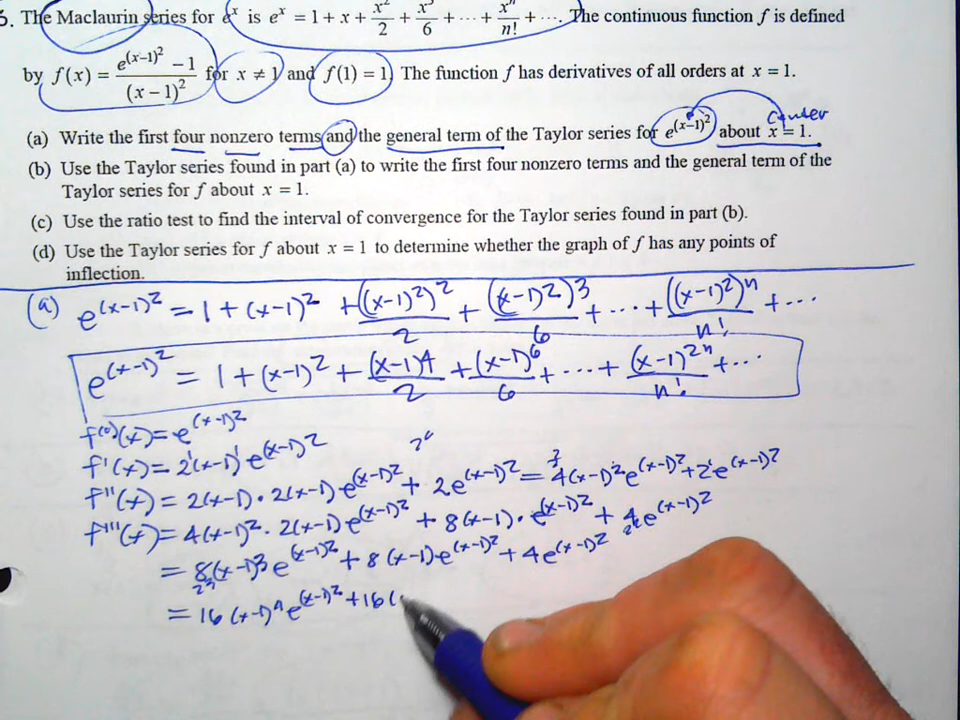 6. The Maclaurin series for e^x is e^x = 1 + x + x^2/2 + x^3/6 + ⋯ + x^n/n! + ⋯. The continuous function f is defined
by f(x) = (e^{(x−1)^2} − 1)/(x − 1)^2 for x ≠ 1 and f(1) = 1. The function f has derivatives of all orders at x = 1.
center
(a) Write the first four nonzero terms and the general term of the Taylor series for e^{(x−1)^2} about x = 1.
(b) Use the Taylor series found in part (a) to write the first four nonzero terms and the general term of the
Taylor series for f about x = 1.
(c) Use the ratio test to find the interval of convergence for the Taylor series found in part (b).
(d) Use the Taylor series for f about x = 1 to determine whether the graph of f has any points of
inflection.
(a) e^{(x-1)^2} = 1 + (x-1)^2 + ((x-1)^2)^2/2 + ((x-1)^2)^3/6 + ⋯ + ((x-1)^2)^n/n! + ⋯
e^{(x-1)^2} = 1 + (x-1)^2 + (x-1)^4/2 + (x-1)^6/6 + ⋯ + (x-1)^{2n}/n! + ⋯
f^{(0)}(x) = e^{(x-1)^2}
f'(x) = 2^1(x-1)^1 e^{(x-1)^2}
f''(x) = 2(x-1) · 2(x-1) · e^{(x-1)^2} + 2e^{(x-1)^2} = 4(x-1)^2 e^{(x-1)^2} + 2^1 e^{(x-1)^2}
f'''(x) = 4(x-1)^2 · 2(x-1) e^{(x-1)^2} + 8(x-1) · e^{(x-1)^2} + 4e^{(x-1)^2}
= 8(x-1)^3 e^{(x-1)^2} + 8(x-1)e^{(x-1)^2} + 4e^{(x-1)^2}
= 16(x-1)^4 e^{(x-1)^2} + 16(